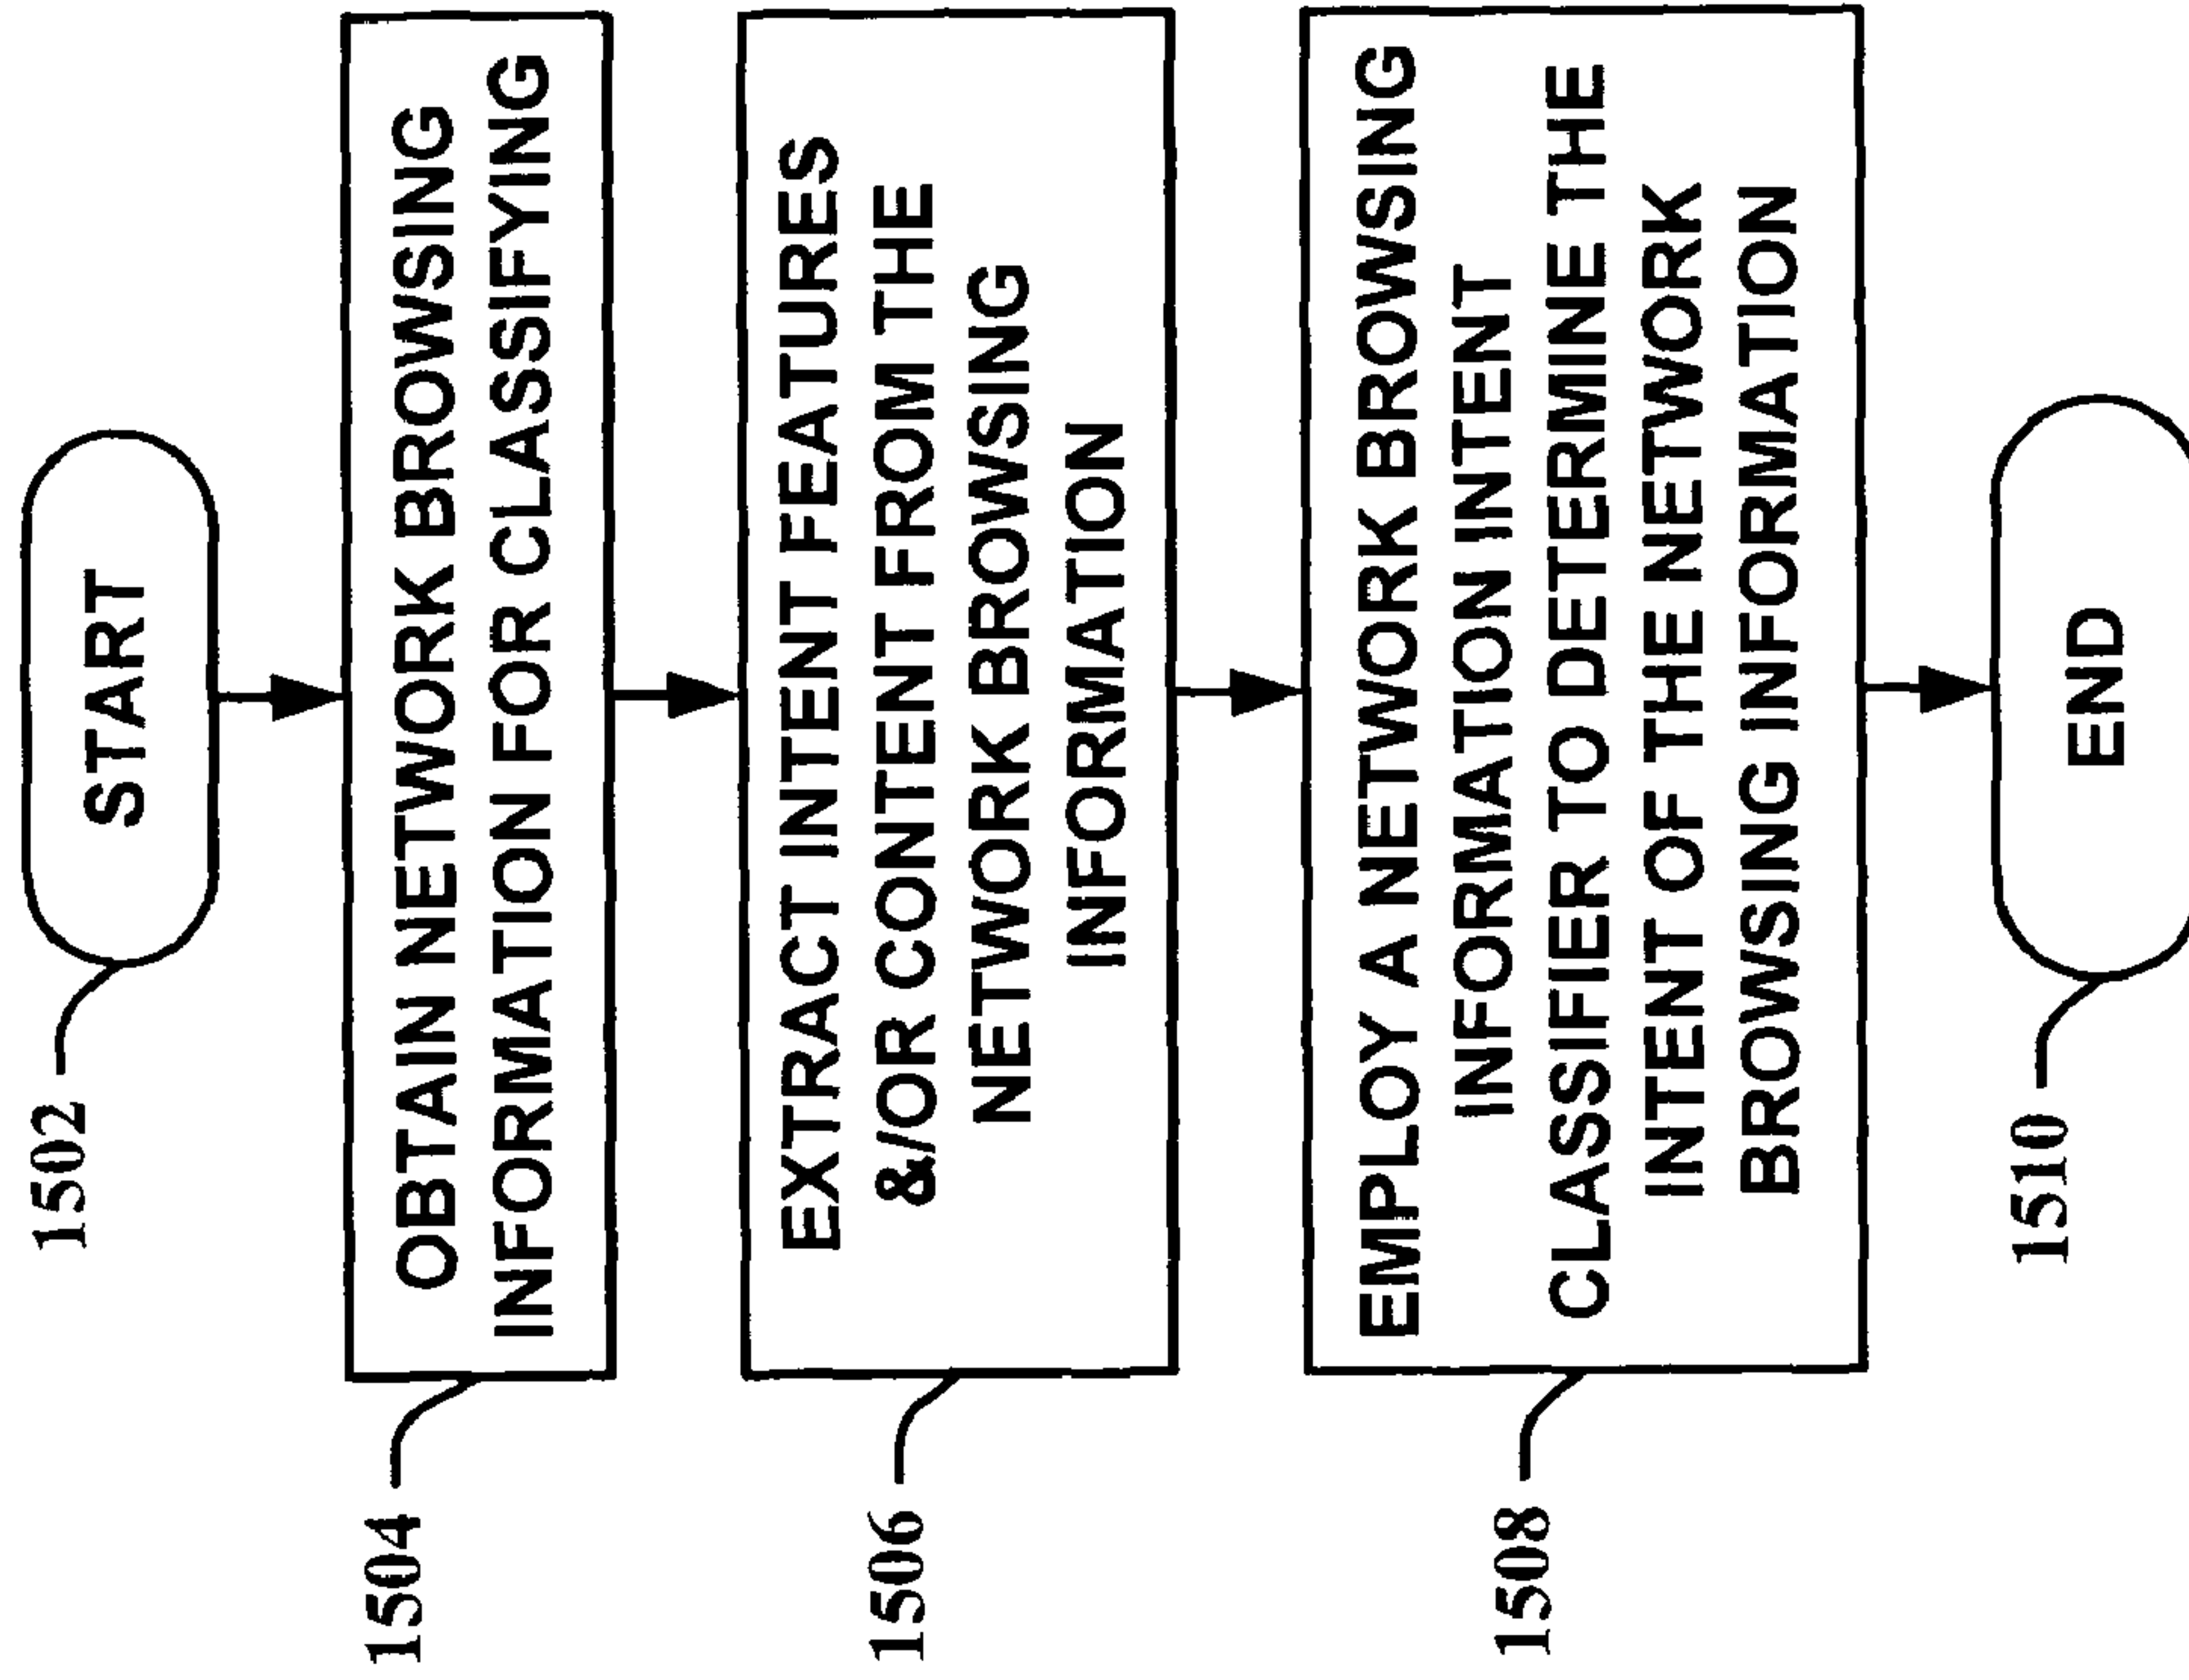 1502
START
1504
OBTAIN NETWORK BROWSING
INFORMATION FOR CLASSIFYING
1506
EXTRACT INTENT FEATURES
&/OR CONTENT FROM THE
NETWORK BROWSING
INFORMATION
1508
EMPLOY A NETWORK BROWSING
INFORMATION INTENT
CLASSIFIER TO DETERMINE THE
INTENT OF THE NETWORK
BROWSING INFORMATION
1510
END